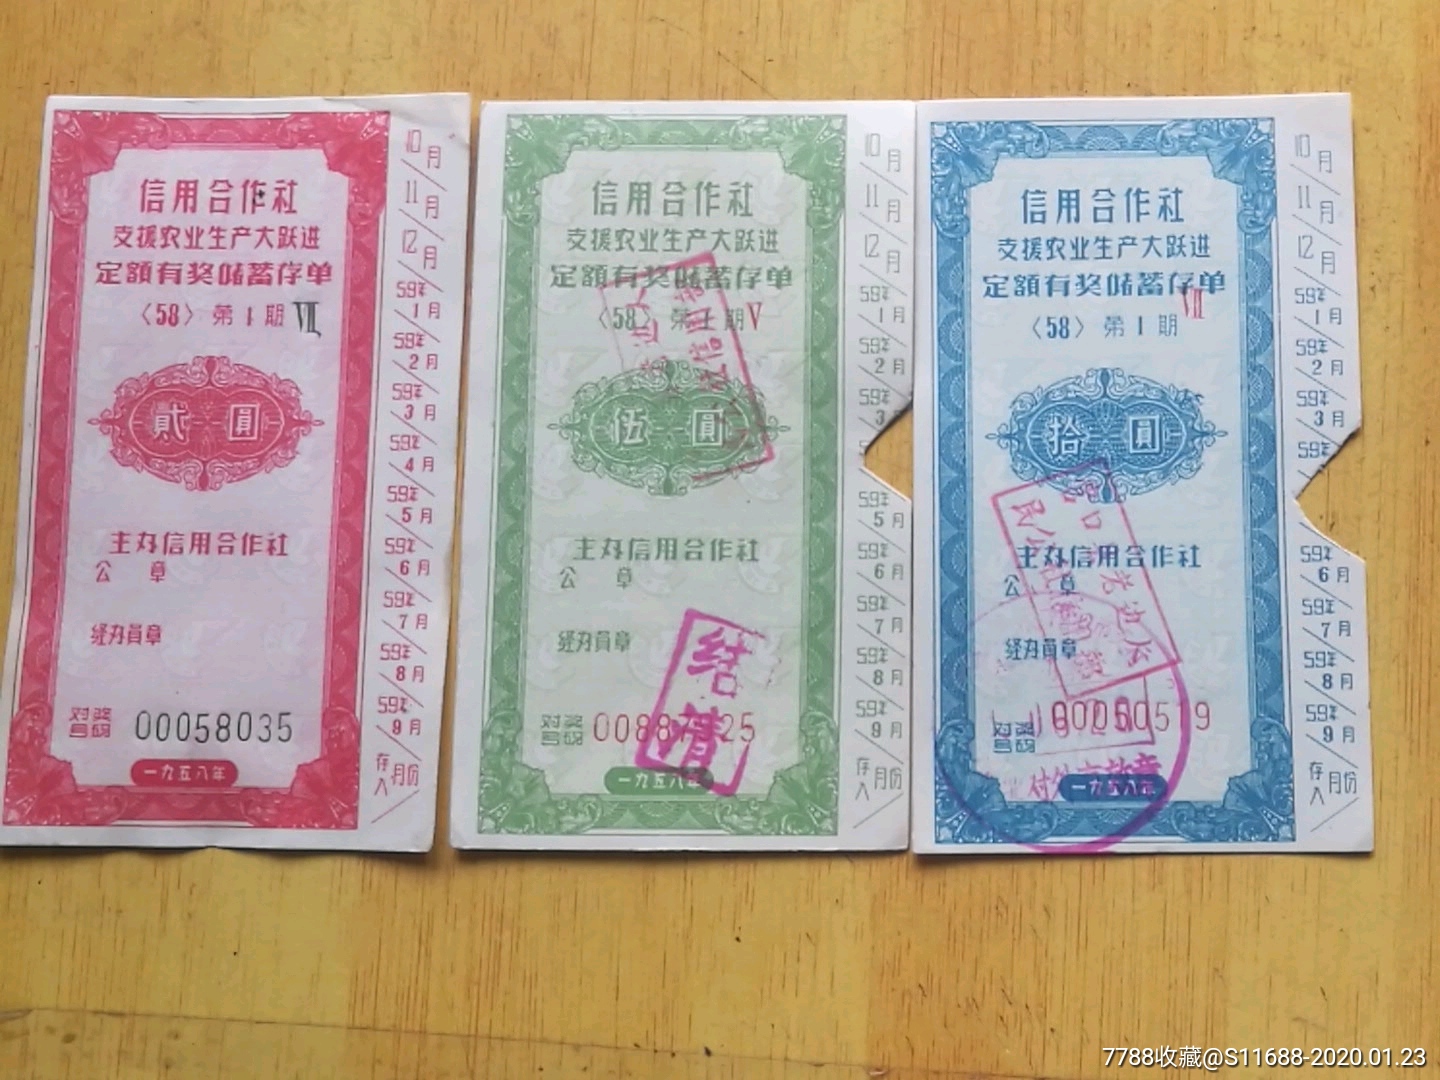 信用合作社
支援农业生产大跃进
定額有奖储蓄存单
〈58〉第1期 Ⅶ
貳圓
主办信用合作社
公 章
经办員章
对奖号码 00058035
一九五八年
10月
11月
12月
59年1月
59年2月
59年3月
59年4月
59年5月
59年6月
59年7月
59年8月
59年9月
存入月份
信用合作社
支援农业生产大跃进
定額有奖储蓄存单
〈58〉第1期 Ⅴ
伍圓
主办信用合作社
公 章
经办員章
结清
对奖号码
一九五八年
10月
11月
12月
59年1月
59年2月
59年3
59年5月
59年6月
59年7月
59年8月
59年9月
存入月份
信用合作社
支援农业生产大跃进
定額有奖储蓄存单
〈58〉第1期 Ⅶ
拾圓
主办信用合作社
公 章
经办員章
对奖号码
一九五八年
10月
11月
12月
59年1月
59年2月
59年3月
59年
59年6月
59年7月
59年8月
59年9月
存入月份
7788收藏@S11688-2020.01.23